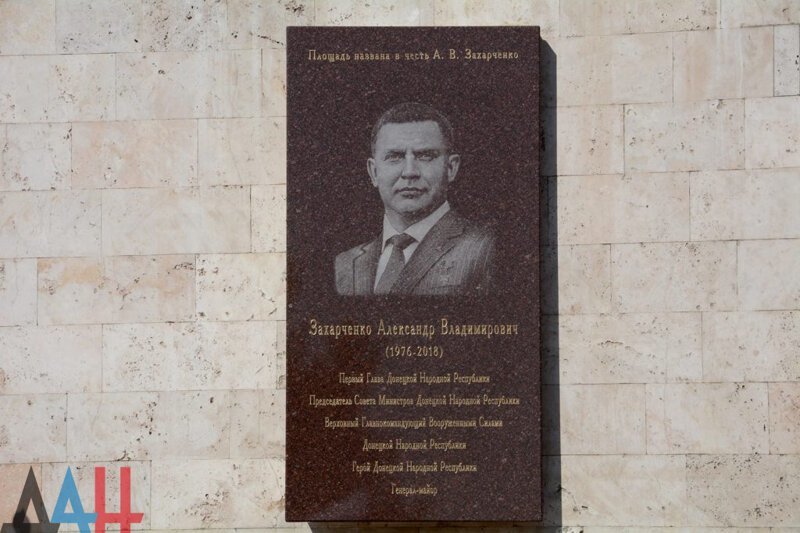 Площадь названа в честь А. В. Захарченко
Захарченко Александр Владимирович
(1976-2018)
Первый Глава Донецкой Народной Республики
Председатель Совета Министров Донецкой Народной Республики
Верховный Главнокомандующий Вооруженными Силами
Донецкой Народной Республики
Герой Донецкой Народной Республики
Генерал-майор
ДАН